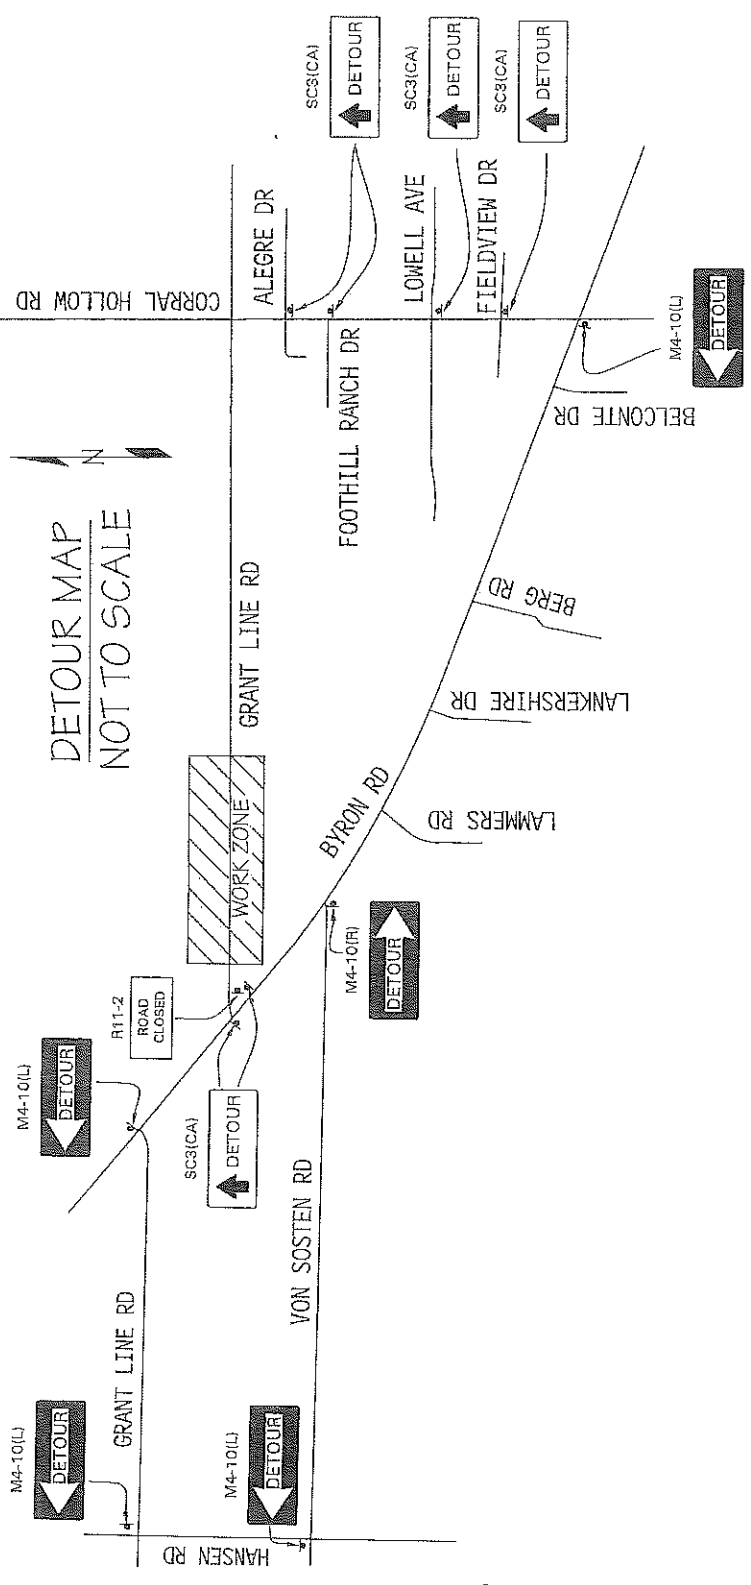 DETOUR MAP
NOT TO SCALE
N
M4-10(L)
DETOUR
M4-10(L)
DETOUR
R11-2
ROAD
CLOSED
SC3(CA)
DETOUR
M4-10(L)
DETOUR
M4-10(R)
DETOUR
WORK ZONE
HANSEN RD
GRANT LINE RD
VON SOSTEN RD
BYRON RD
GRANT LINE RD
LAMMERS RD
LANKERSHIRE DR
BERG RD
BELCONTE DR
CORRAL HOLLOW RD
ALEGRE DR
FOOTHILL RANCH DR
LOWELL AVE
FIELDVIEW DR
SC3(CA)
DETOUR
SC3(CA)
DETOUR
SC3(CA)
DETOUR
M4-10(L)
DETOUR